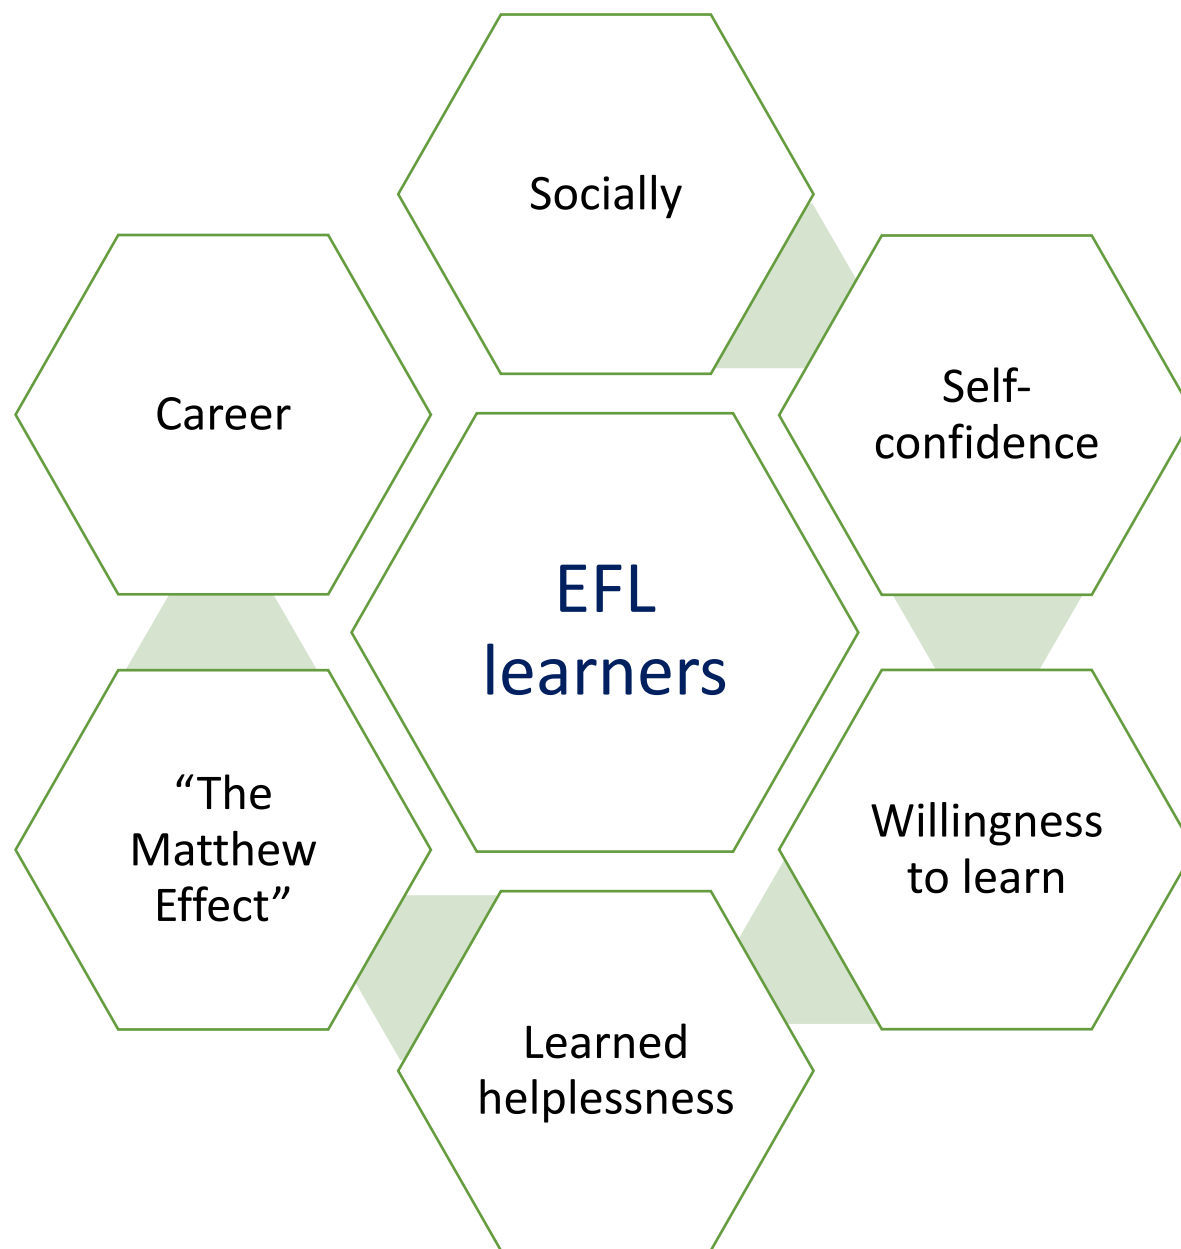 Socially
Self-
confidence
Career
EFL
learners
Willingness
to learn
“The
Matthew
Effect”
Learned
helplessness